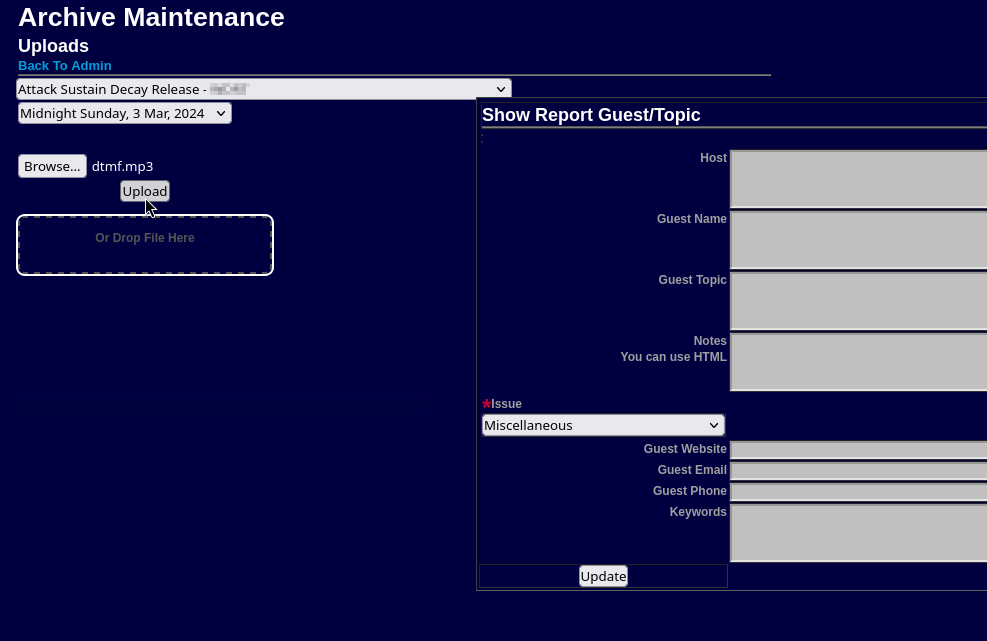 Archive Maintenance
Uploads
Back To Admin
Attack Sustain Decay Release -
Midnight Sunday, 3 Mar, 2024
Browse... dtmf.mp3
Upload
Or Drop File Here
Show Report Guest/Topic
:
Host
Guest Name
Guest Topic
Notes
You can use HTML
*Issue
Miscellaneous
Guest Website
Guest Email
Guest Phone
Keywords
Update